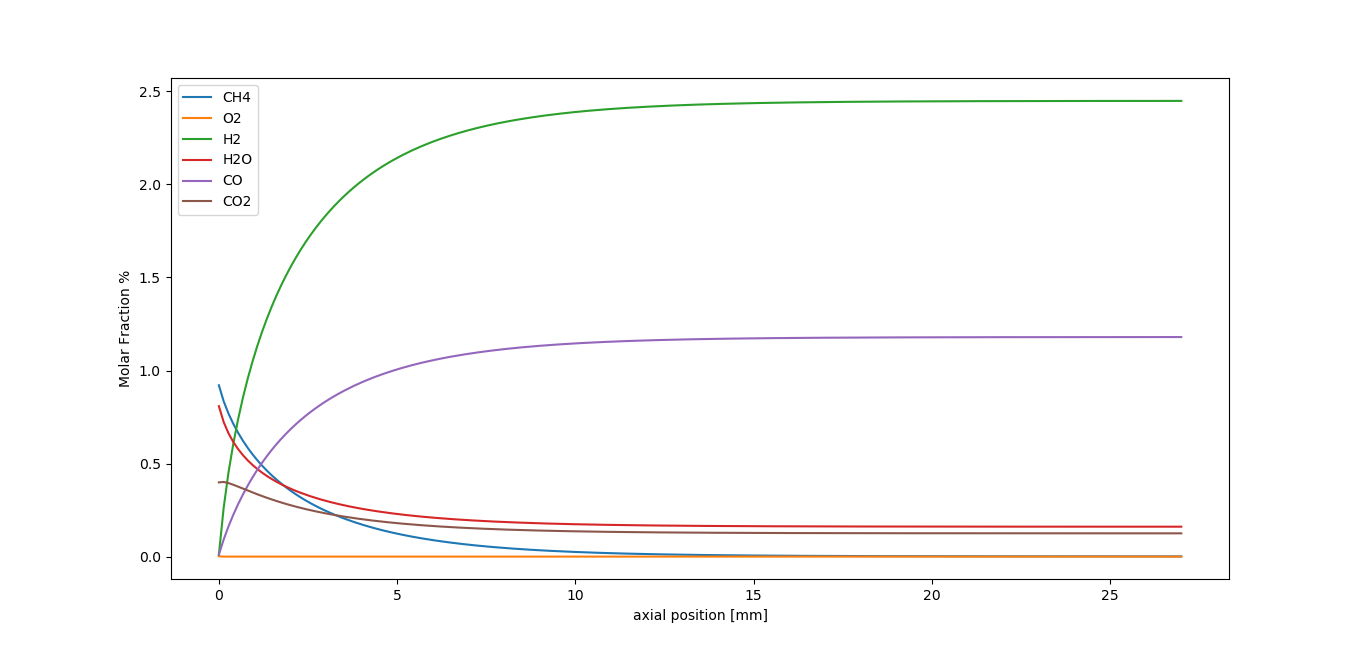 2.5
2.0
1.5
1.0
0.5
0.0
Molar Fraction %
CH4
O2
H2
H2O
CO
CO2
0 5 10 15 20 25
axial position [mm]